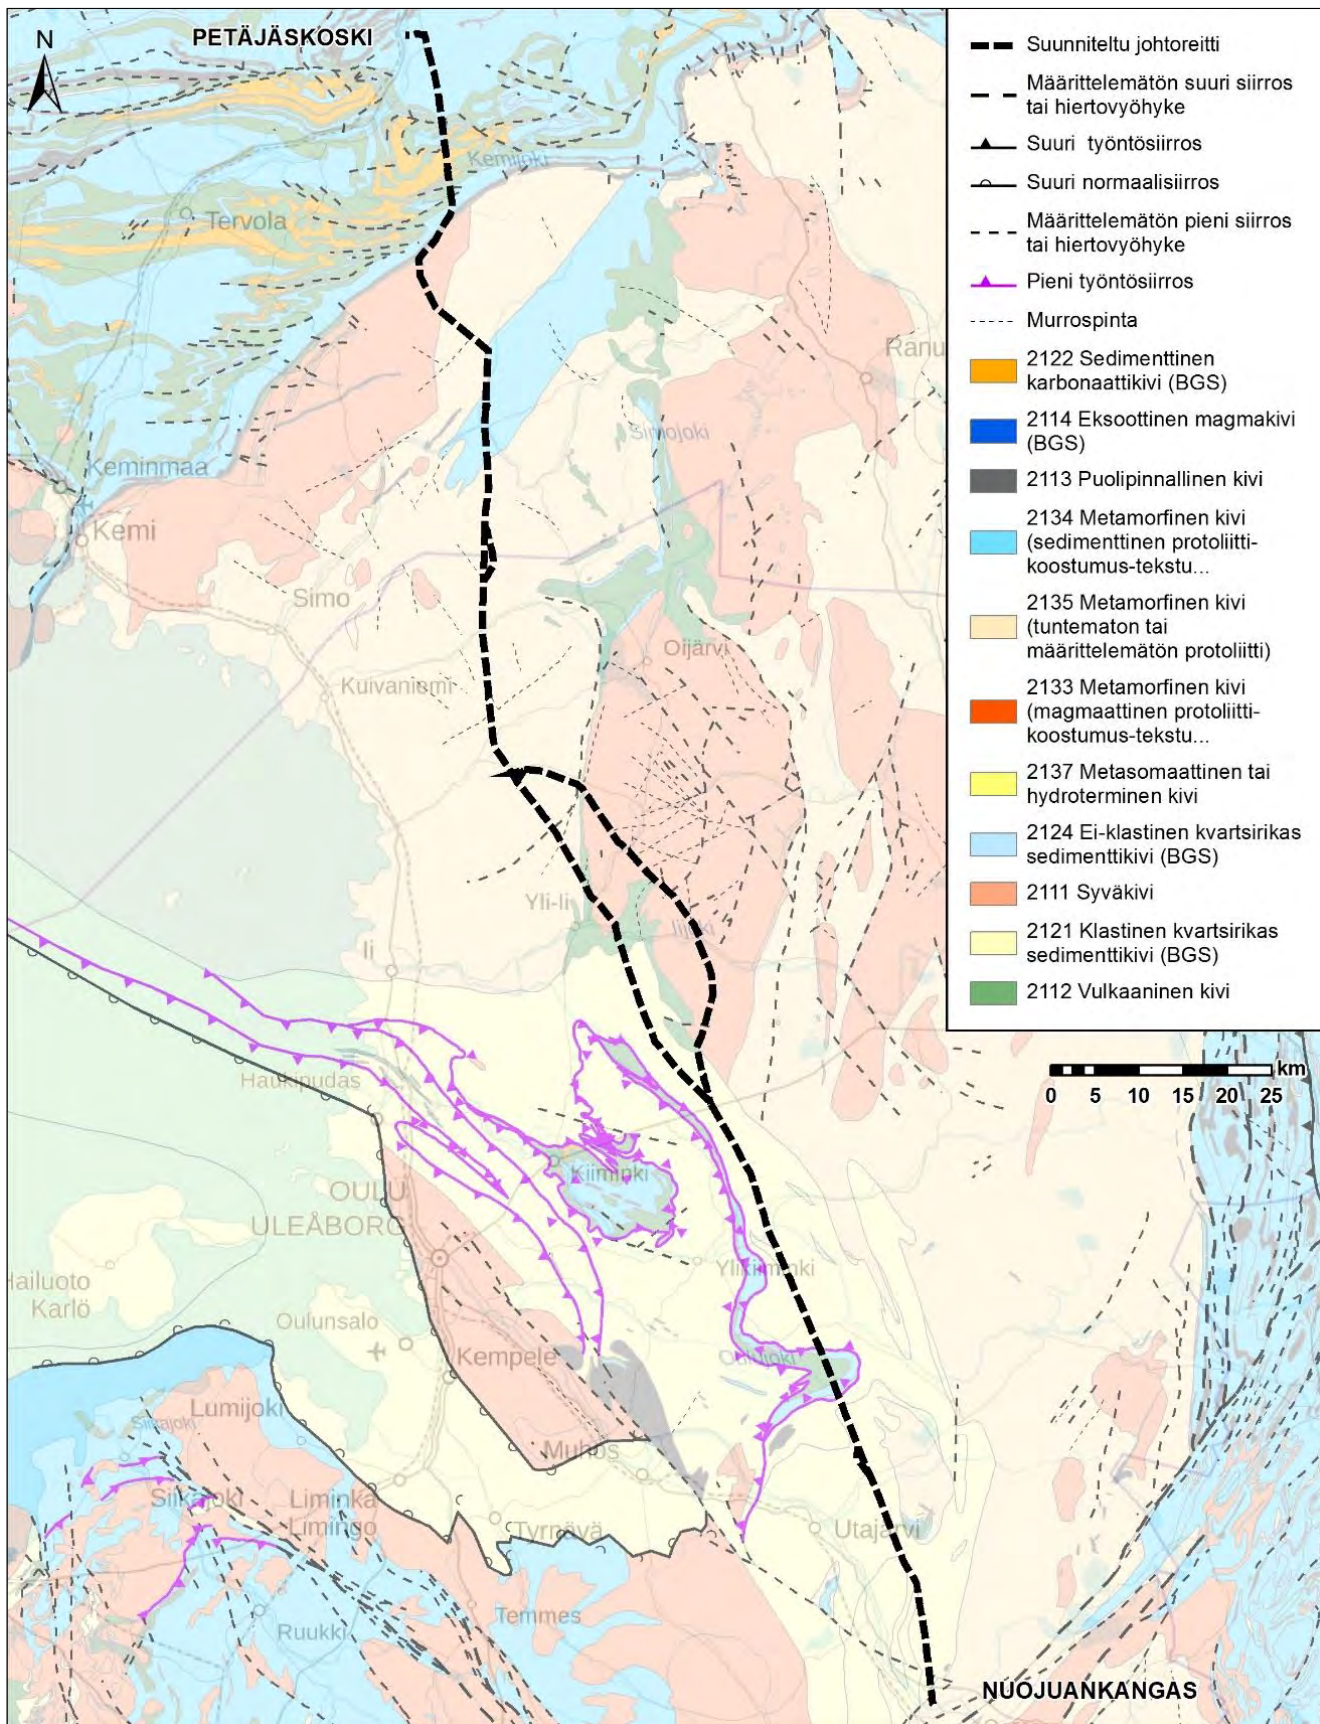 N
PETÄJÄSKOSKI
Kemijoki
Tervola
Ranu
Simojoki
Keminmaa
Kemi
Simo
Oijärvi
Kuivaniemi
Yli-Ii
Iijoki
Ii
Haukipudas
Kiiminki
OULU
ULEÅBORG
Ylikiiminki
Hailuoto
Karlö
Oulunsalo
Kempele
Oulujoki
Lumijoki
Siikajoki
Muhos
Siikajoki
Liminka
Limingo
Tyrnävä
Utajärvi
Temmes
Ruukki
NUOJUANKANGAS
Suunniteltu johtoreitti
Määrittelemätön suuri siirros
tai hiertovyöhyke
Suuri työntösiirros
Suuri normaalisiirros
Määrittelemätön pieni siirros
tai hiertovyöhyke
Pieni työntösiirros
Murrospinta
2122 Sedimenttinen
karbonaattikivi (BGS)
2114 Eksoottinen magmakivi
(BGS)
2113 Puolipinnallinen kivi
2134 Metamorfinen kivi
(sedimenttinen protoliitti-
koostumus-tekstu...
2135 Metamorfinen kivi
(tuntematon tai
määrittelemätön protoliitti)
2133 Metamorfinen kivi
(magmaattinen protoliitti-
koostumus-tekstu...
2137 Metasomaattinen tai
hydroterminen kivi
2124 Ei-klastinen kvartsirikas
sedimenttikivi (BGS)
2111 Syväkivi
2121 Klastinen kvartsirikas
sedimenttikivi (BGS)
2112 Vulkaaninen kivi
km
0 5 10 15 20 25